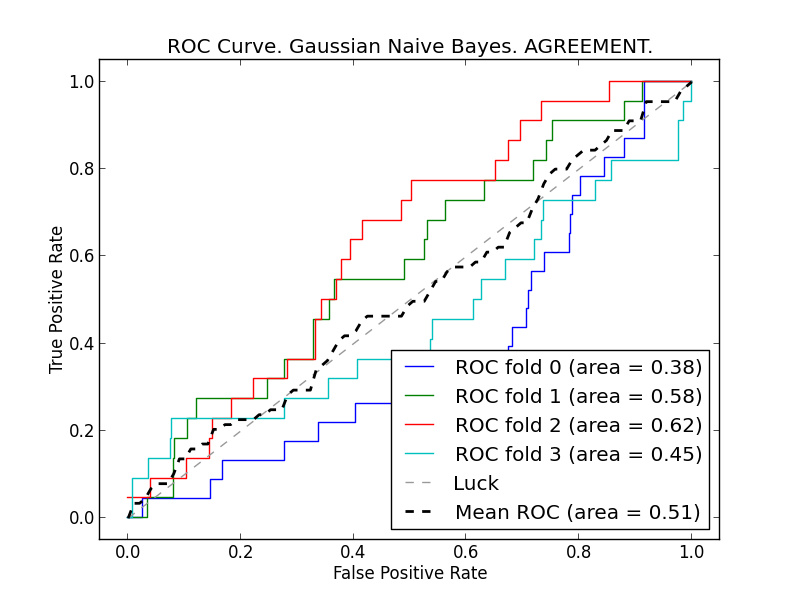 ROC Curve. Gaussian Naive Bayes. AGREEMENT.
True Positive Rate
1.0
0.8
0.6
0.4
0.2
0.0
ROC fold 0 (area = 0.38)
ROC fold 1 (area = 0.58)
ROC fold 2 (area = 0.62)
ROC fold 3 (area = 0.45)
Luck
Mean ROC (area = 0.51)
0.0 0.2 0.4 0.6 0.8 1.0
False Positive Rate